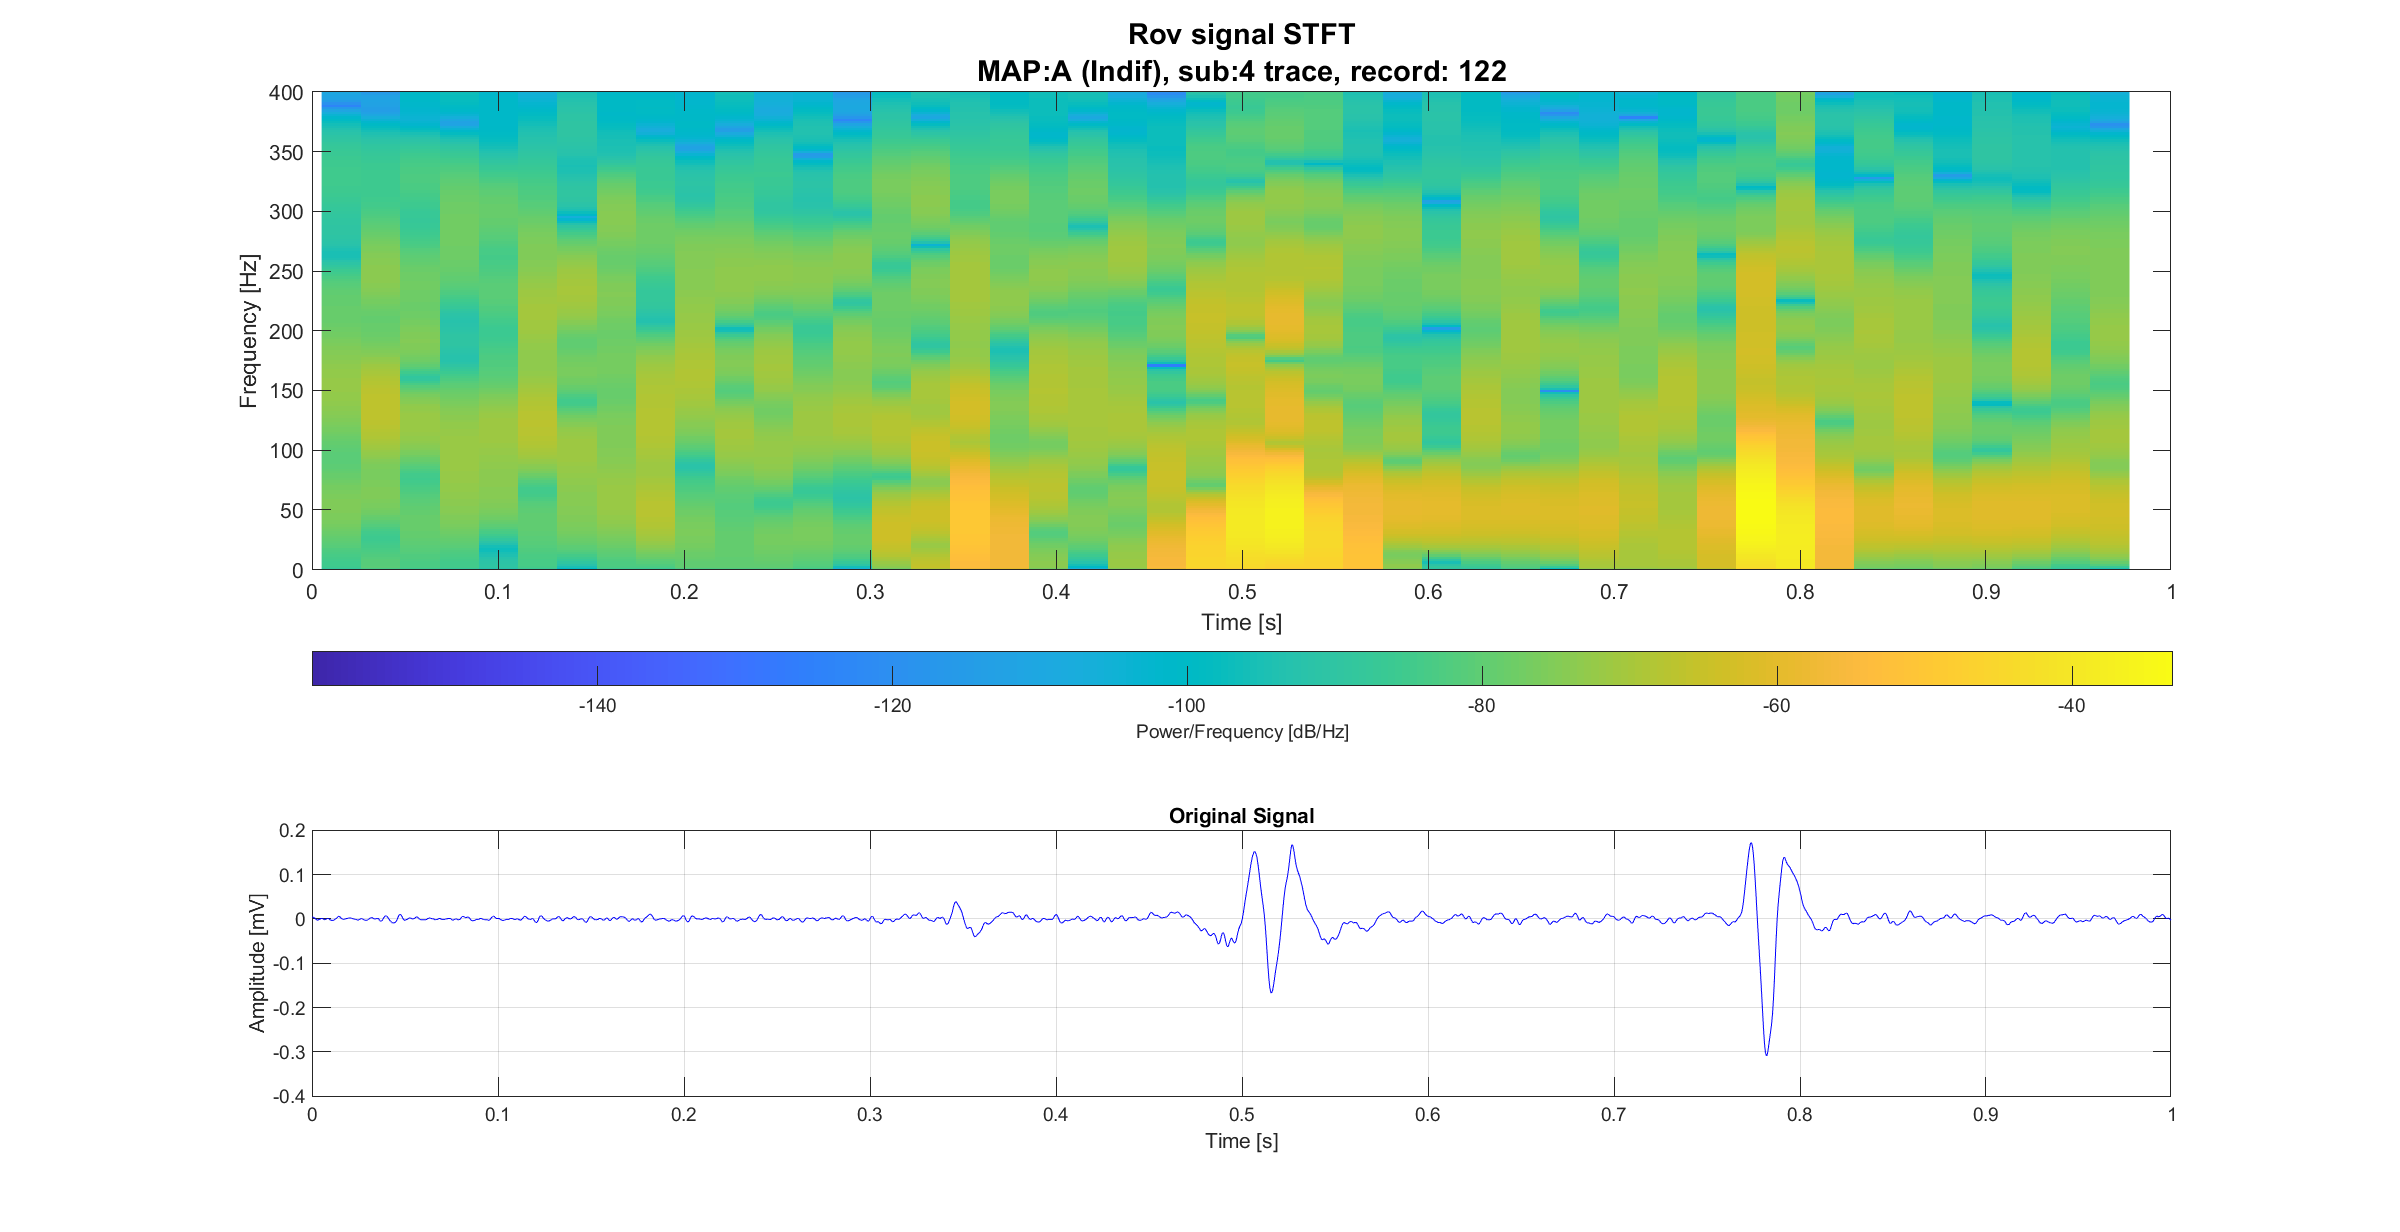 Rov signal STFT
MAP:A (Indif), sub:4 trace, record: 122
400
350
300
250
200
150
100
50
0
Frequency [Hz]
0 0.1 0.2 0.3 0.4 0.5 0.6 0.7 0.8 0.9 1
Time [s]
-140 -120 -100 -80 -60 -40
Power/Frequency [dB/Hz]
Original Signal
0.2
0.1
0
-0.1
-0.2
-0.3
-0.4
Amplitude [mV]
0 0.1 0.2 0.3 0.4 0.5 0.6 0.7 0.8 0.9 1
Time [s]